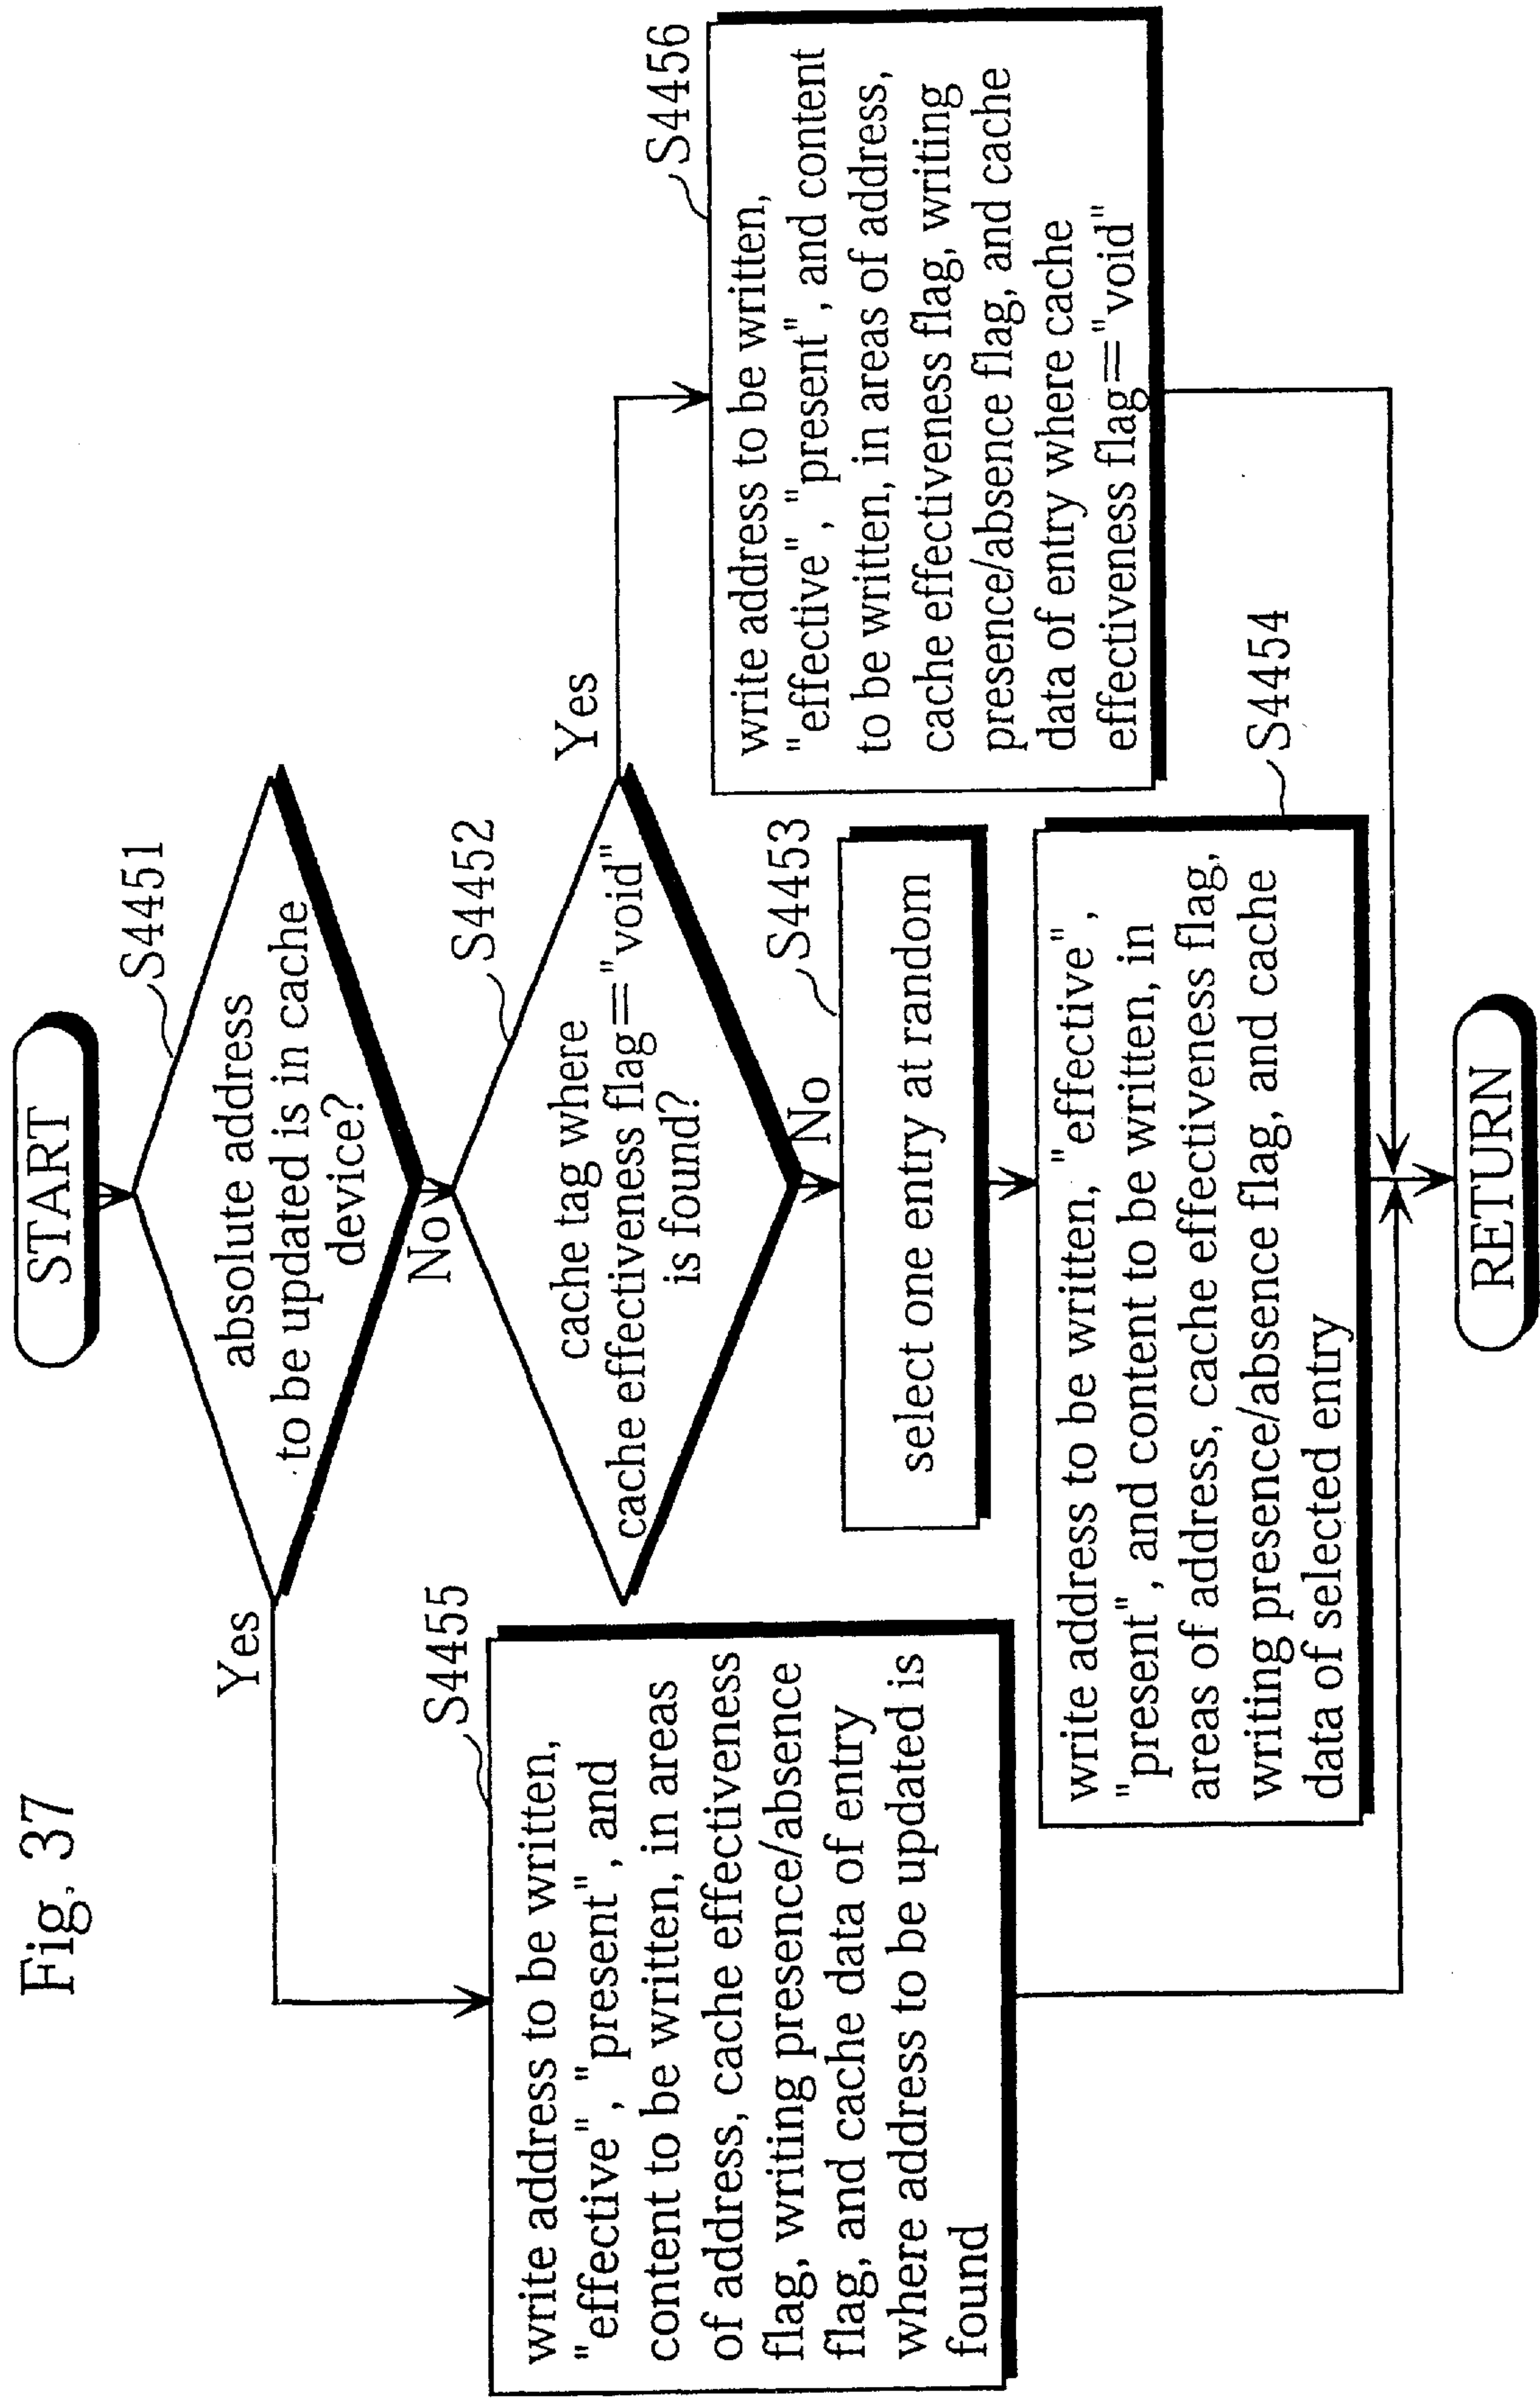 Fig. 37
START
S4451
absolute address
to be updated is in cache
device?
Yes
No
S4452
cache tag where
cache effectiveness flag="void"
is found?
Yes
No
S4455
write address to be written,
"effective", "present", and
content to be written, in areas
of address, cache effectiveness
flag, writing presence/absence
flag, and cache data of entry
where address to be updated is
found
S4453
select one entry at random
S4456
write address to be written,
"effective", "present", and content
to be written, in areas of address,
cache effectiveness flag, writing
presence/absence flag, and cache
data of entry where cache
effectiveness flag="void"
S4454
write address to be written, "effective",
"present", and content to be written, in
areas of address, cache effectiveness flag,
writing presence/absence flag, and cache
data of selected entry
RETURN